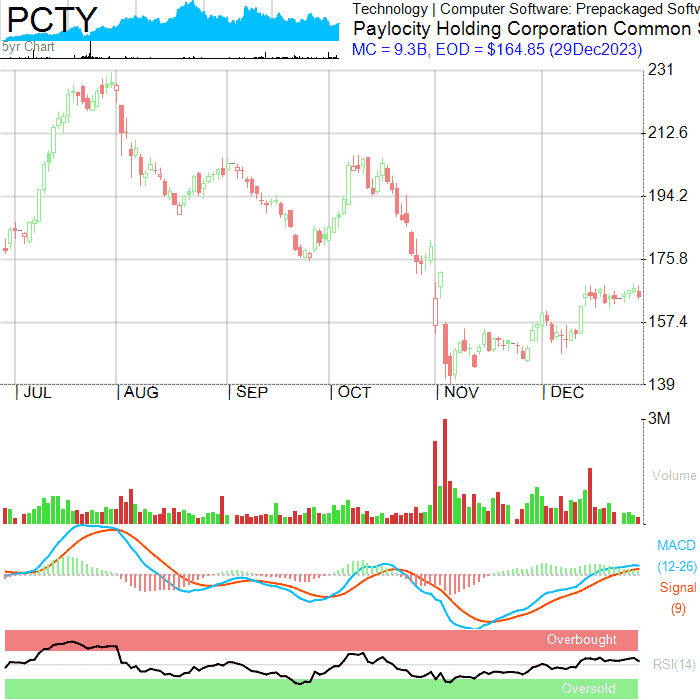 PCTY
5yr Chart
Technology | Computer Software: Prepackaged Softw
Paylocity Holding Corporation Common
MC = 9.3B, EOD = $164.85 (29Dec2023)
231
212.6
194.2
175.8
157.4
139
JUL AUG SEP OCT NOV DEC
3M
Volume
MACD
(12-26)
Signal
(9)
Overbought
RSI(14)
Oversold